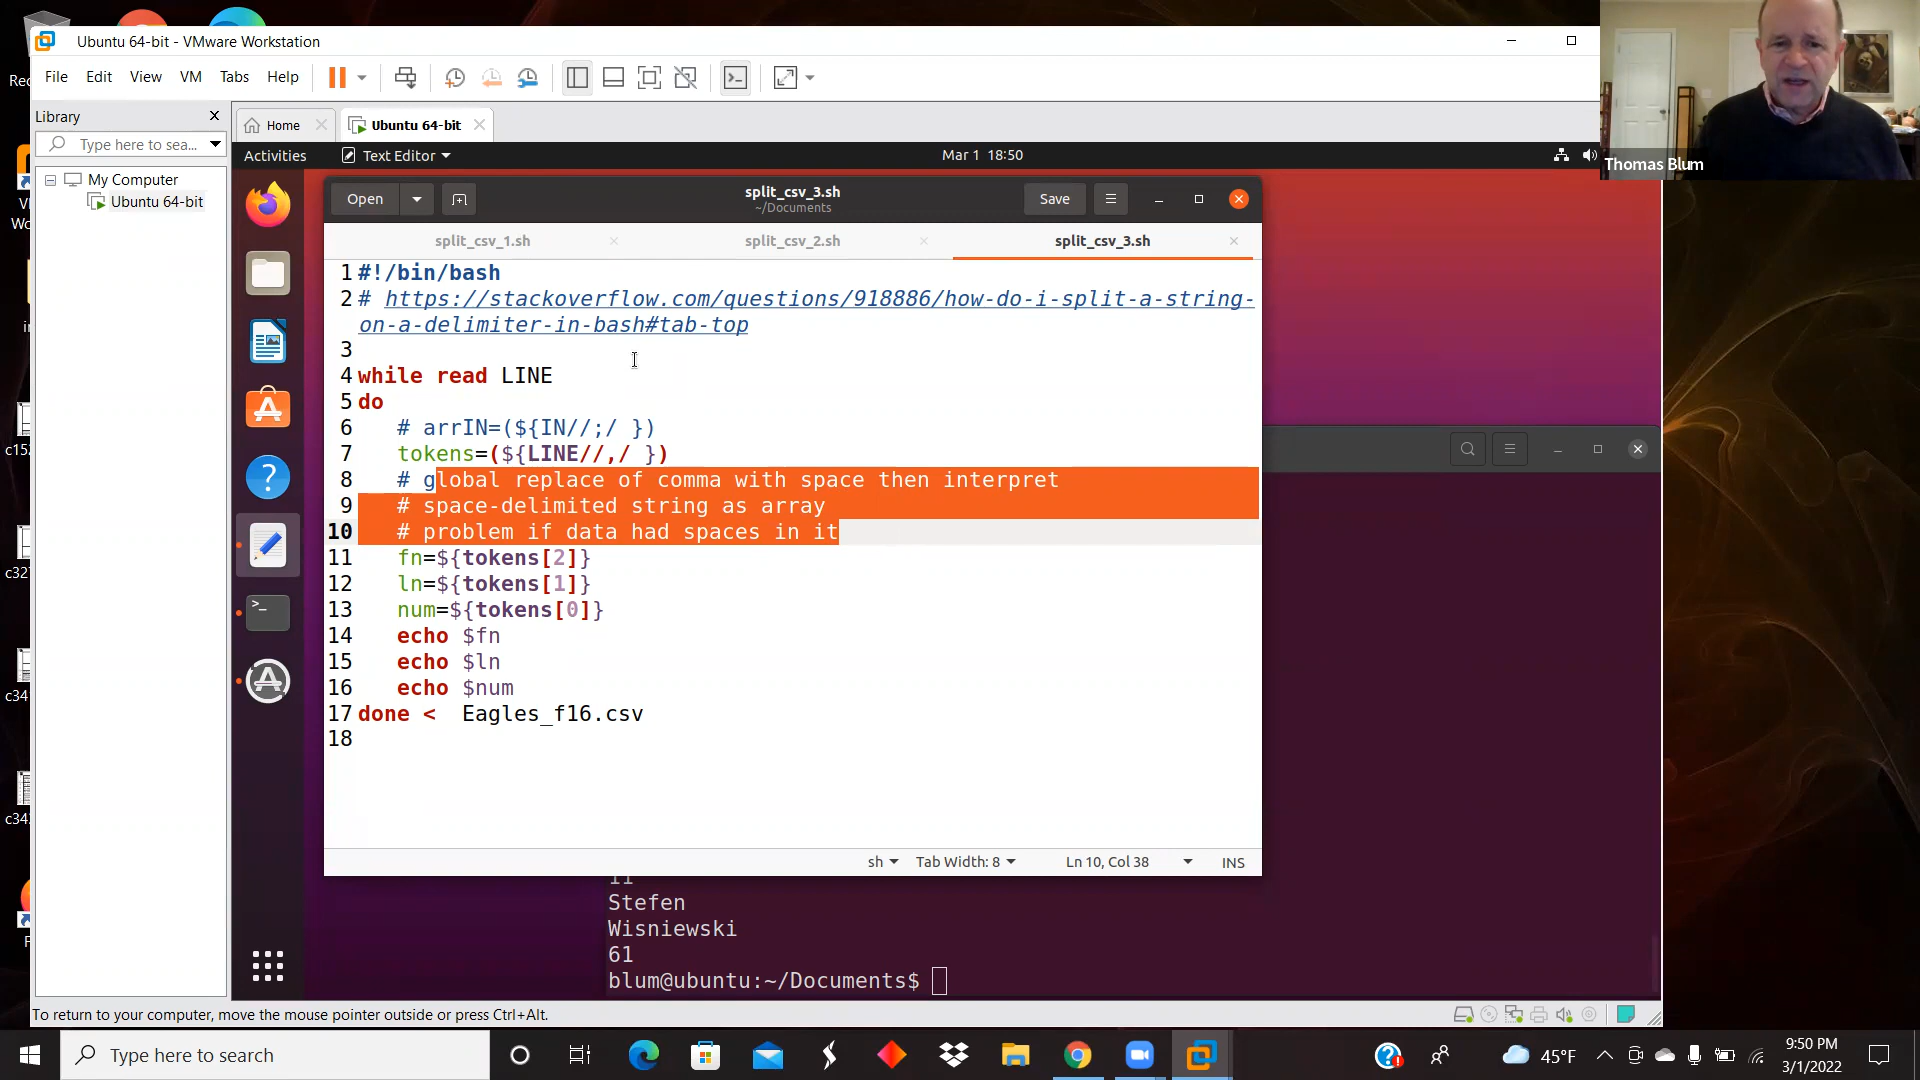 Ubuntu 64-bit - VMware Workstation
File Edit View VM Tabs Help
Library
Type here to sea...
My Computer
Ubuntu 64-bit
Home
Ubuntu 64-bit
Activities
Text Editor
Mar 1 18:50
Thomas Blum
Open
split_csv_3.sh
~/Documents
Save
split_csv_1.sh
split_csv_2.sh
split_csv_3.sh
1 #!/bin/bash
2 # https://stackoverflow.com/questions/918886/how-do-i-split-a-string-
on-a-delimiter-in-bash#tab-top
3
4 while read LINE
5 do
6 # arrIN=(${IN//;/ })
7 tokens=(${LINE//,/ })
8 # global replace of comma with space then interpret
9 # space-delimited string as array
10 # problem if data had spaces in it
11 fn=${tokens[2]}
12 ln=${tokens[1]}
13 num=${tokens[0]}
14 echo $fn
15 echo $ln
16 echo $num
17 done < Eagles_f16.csv
18
sh
Tab Width: 8
Ln 10, Col 38
INS
11
Stefen
Wisniewski
61
blum@ubuntu:~/Documents$
To return to your computer, move the mouse pointer outside or press Ctrl+Alt.
Type here to search
45°F
9:50 PM
3/1/2022